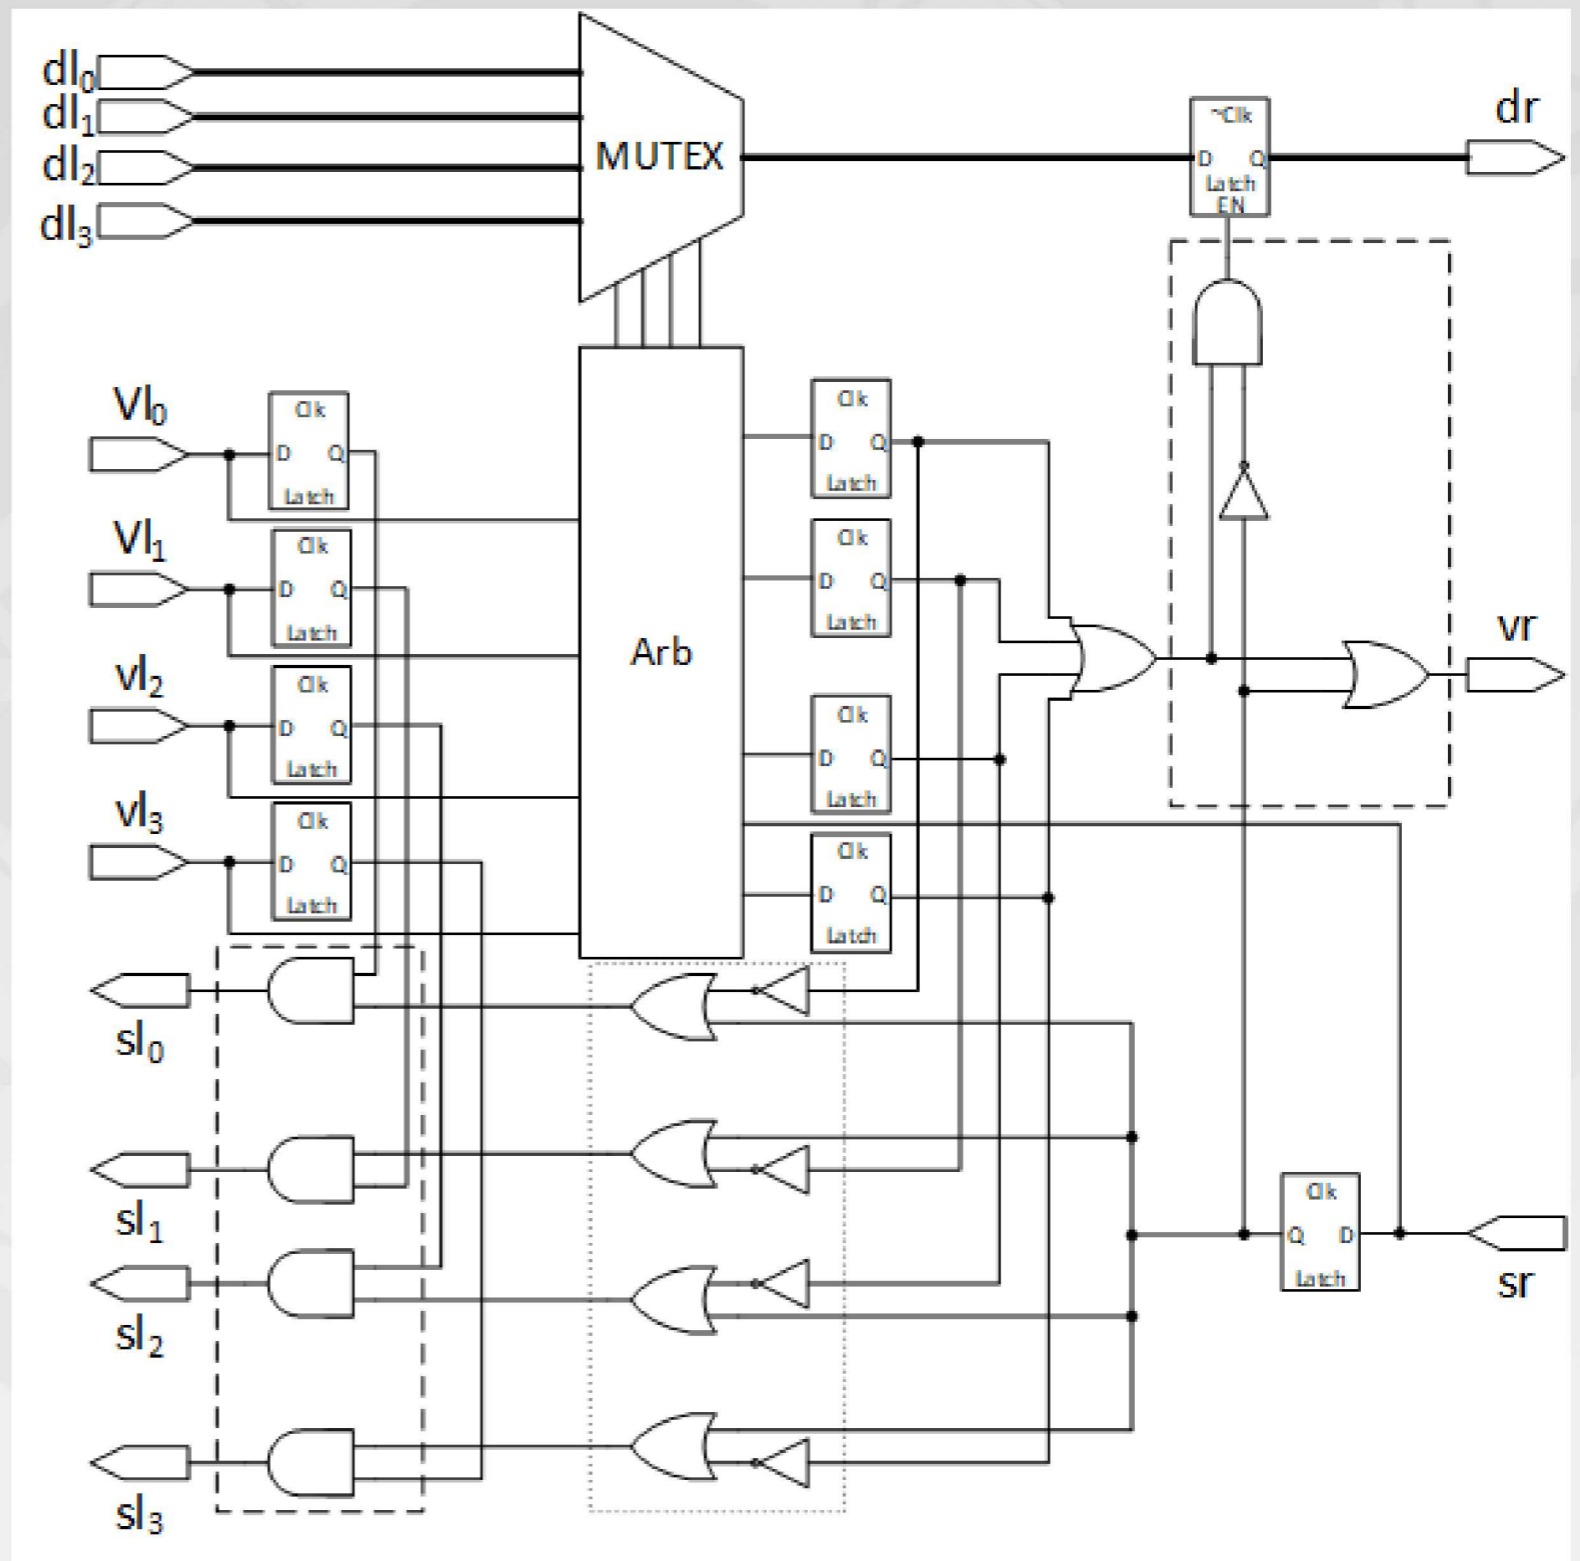 dl0
dl1
dl2
dl3
MUTEX
~Clk
D Q
Latch
EN
dr
Vl0
Clk
D Q
Latch
Vl1
Clk
D Q
Latch
vl2
Clk
D Q
Latch
vl3
Clk
D Q
Latch
Arb
Clk
D Q
Latch
Clk
D Q
Latch
Clk
D Q
Latch
Clk
D Q
Latch
vr
sl0
sl1
sl2
sl3
Clk
Q D
Latch
sr